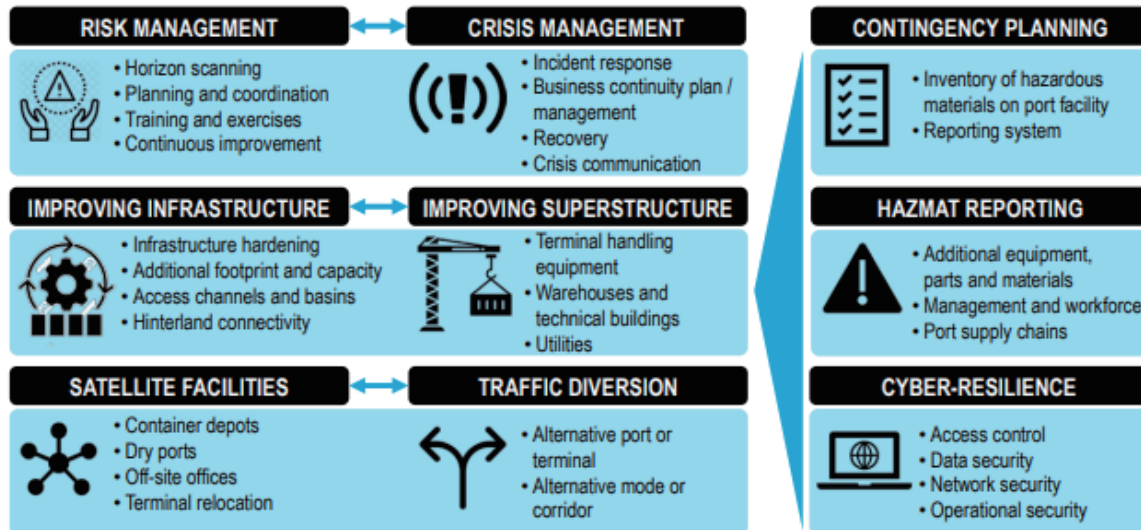 RISK MANAGEMENT
• Horizon scanning
• Planning and coordination
• Training and exercises
• Continuous improvement
CRISIS MANAGEMENT
• Incident response
• Business continuity plan /
management
• Recovery
• Crisis communication
CONTINGENCY PLANNING
• Inventory of hazardous
materials on port facility
• Reporting system
IMPROVING INFRASTRUCTURE
• Infrastructure hardening
• Additional footprint and capacity
• Access channels and basins
• Hinterland connectivity
IMPROVING SUPERSTRUCTURE
• Terminal handling
equipment
• Warehouses and
technical buildings
• Utilities
HAZMAT REPORTING
• Additional equipment,
parts and materials
• Management and workforce
• Port supply chains
SATELLITE FACILITIES
• Container depots
• Dry ports
• Off-site offices
• Terminal relocation
TRAFFIC DIVERSION
• Alternative port or
terminal
• Alternative mode or
corridor
CYBER-RESILIENCE
• Access control
• Data security
• Network security
• Operational security